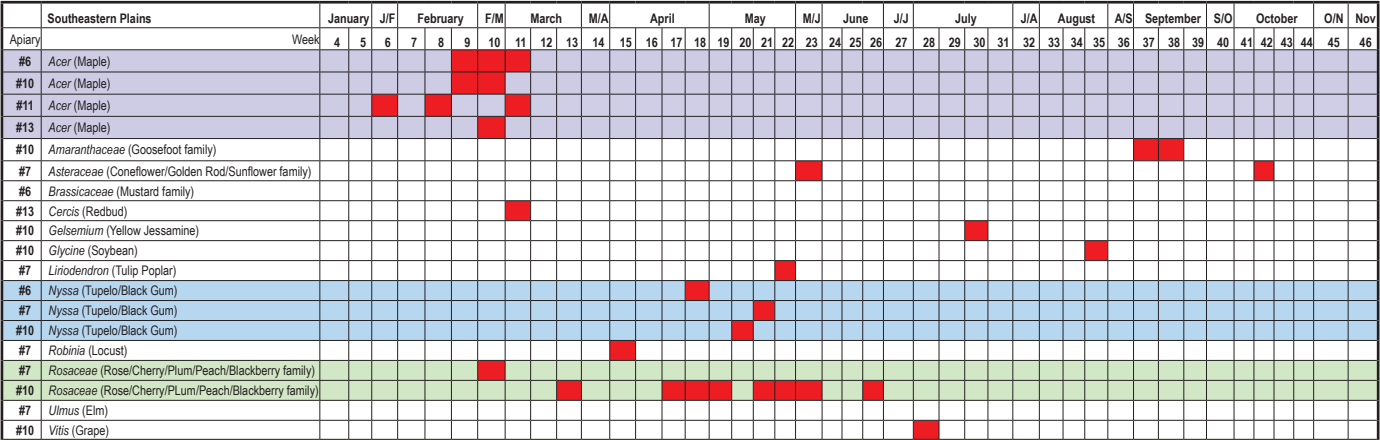 Southeastern Plains January J/F February F/M March M/A April May M/J June J/J July J/A August A/S September S/O October O/N Nov
Apiary Week 4 5 6 7 8 9 10 11 12 13 14 15 16 17 18 19 20 21 22 23 24 25 26 27 28 29 30 31 32 33 34 35 36 37 38 39 40 41 42 43 44 45 46
#6 Acer (Maple)
#10 Acer (Maple)
#11 Acer (Maple)
#13 Acer (Maple)
#10 Amaranthaceae (Goosefoot family)
#7 Asteraceae (Coneflower/Golden Rod/Sunflower family)
#6 Brassicaceae (Mustard family)
#13 Cercis (Redbud)
#10 Gelsemium (Yellow Jessamine)
#10 Glycine (Soybean)
#7 Liriodendron (Tulip Poplar)
#6 Nyssa (Tupelo/Black Gum)
#7 Nyssa (Tupelo/Black Gum)
#10 Nyssa (Tupelo/Black Gum)
#7 Robinia (Locust)
#7 Rosaceae (Rose/Cherry/Plum/Peach/Blackberry family)
#10 Rosaceae (Rose/Cherry/PLum/Peach/Blackberry family)
#7 Ulmus (Elm)
#10 Vitis (Grape)